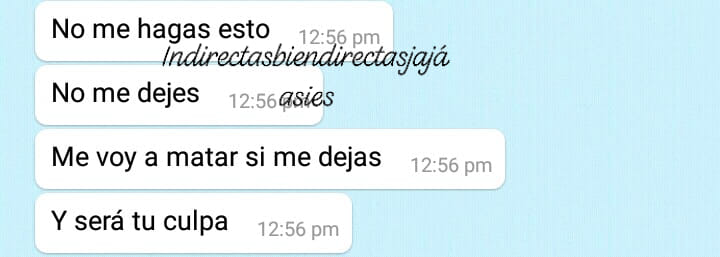 No me hagas esto 12:56 pm
Indirectasbiendirectasjajá
No me dejes 12:56 pm
asies
Me voy a matar si me dejas 12:56 pm
Y será tu culpa 12:56 pm